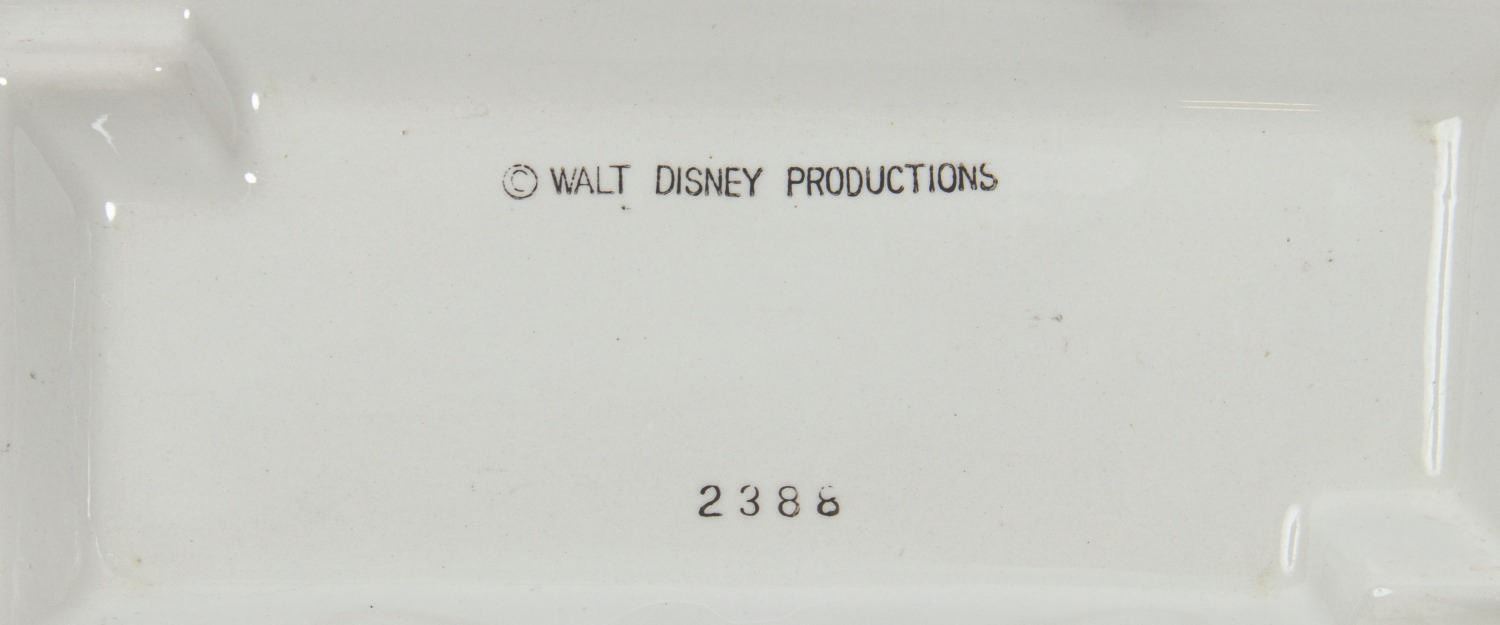 © WALT DISNEY PRODUCTIONS
2388